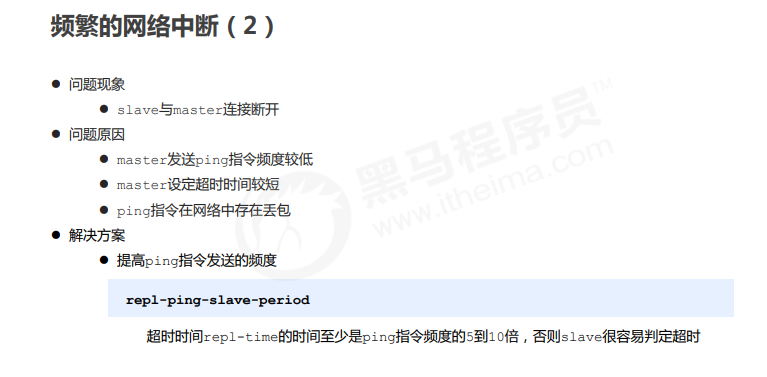 频繁的网络中断（2）
● 问题现象
● slave与master连接断开
● 问题原因
● master发送ping指令频度较低
● master设定超时时间较短
● ping指令在网络中存在丢包
● 解决方案
● 提高ping指令发送的频度
repl-ping-slave-period
超时时间repl-time的时间至少是ping指令频度的5到10倍，否则slave很容易判定超时
黑马程序员™
www.itheima.com